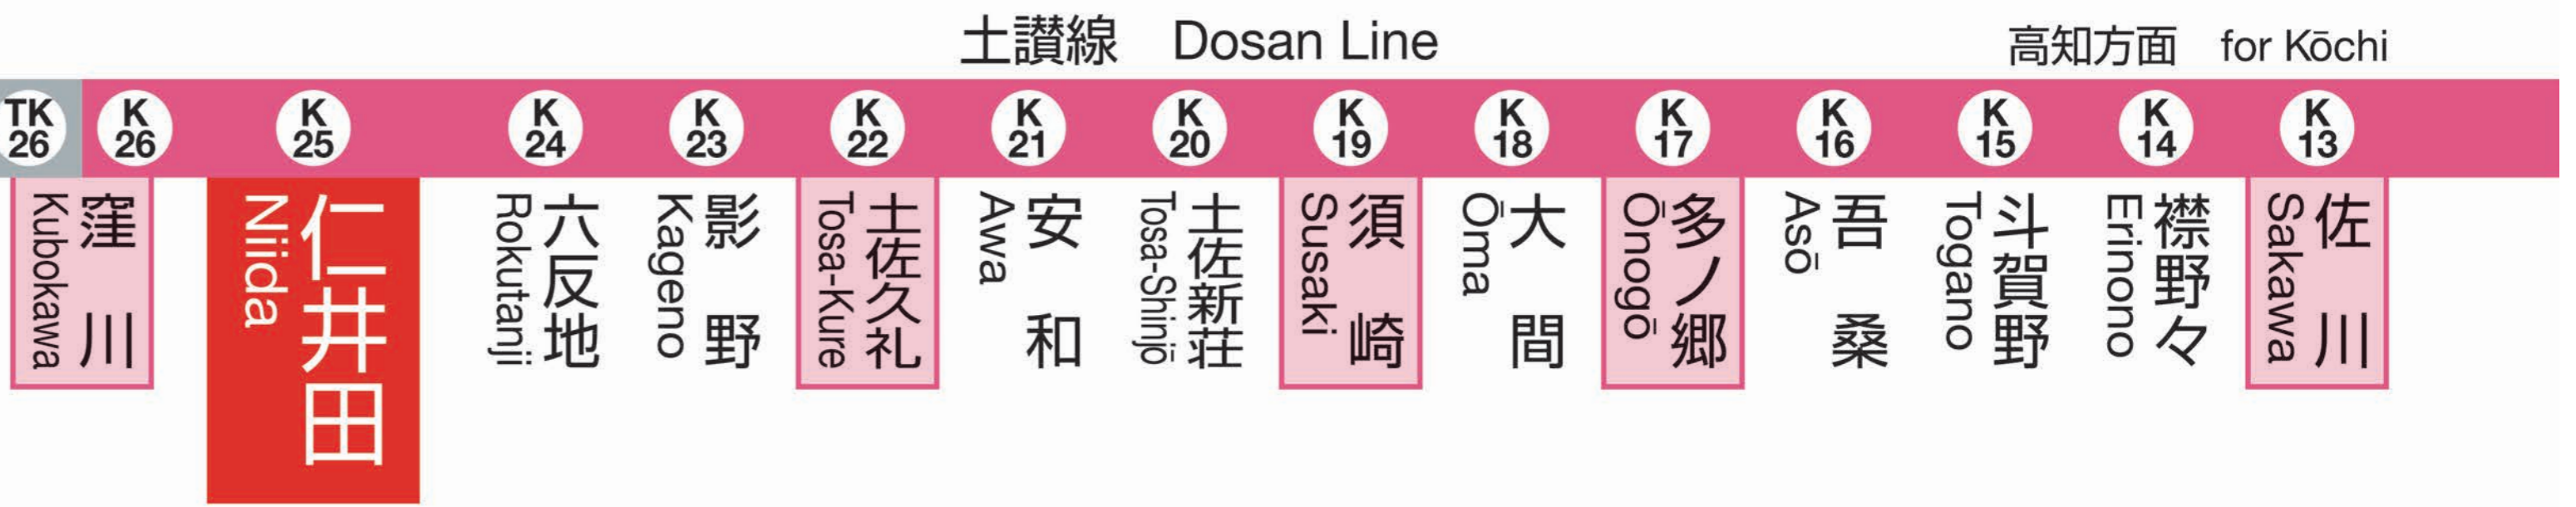 土讃線 Dosan Line
高知方面 for Kōchi
TK
26
K
26
K
25
K
24
K
23
K
22
K
21
K
20
K
19
K
18
K
17
K
16
K
15
K
14
K
13
窪川
Kubokawa
仁井田
Niida
六反地
Rokutanji
影野
Kageno
土佐久礼
Tosa-Kure
安和
Awa
土佐新荘
Tosa-Shinjō
須崎
Susaki
大間
Ōma
多ノ郷
Ōnogō
吾桑
Asō
斗賀野
Togano
襟野々
Erinono
佐川
Sakawa